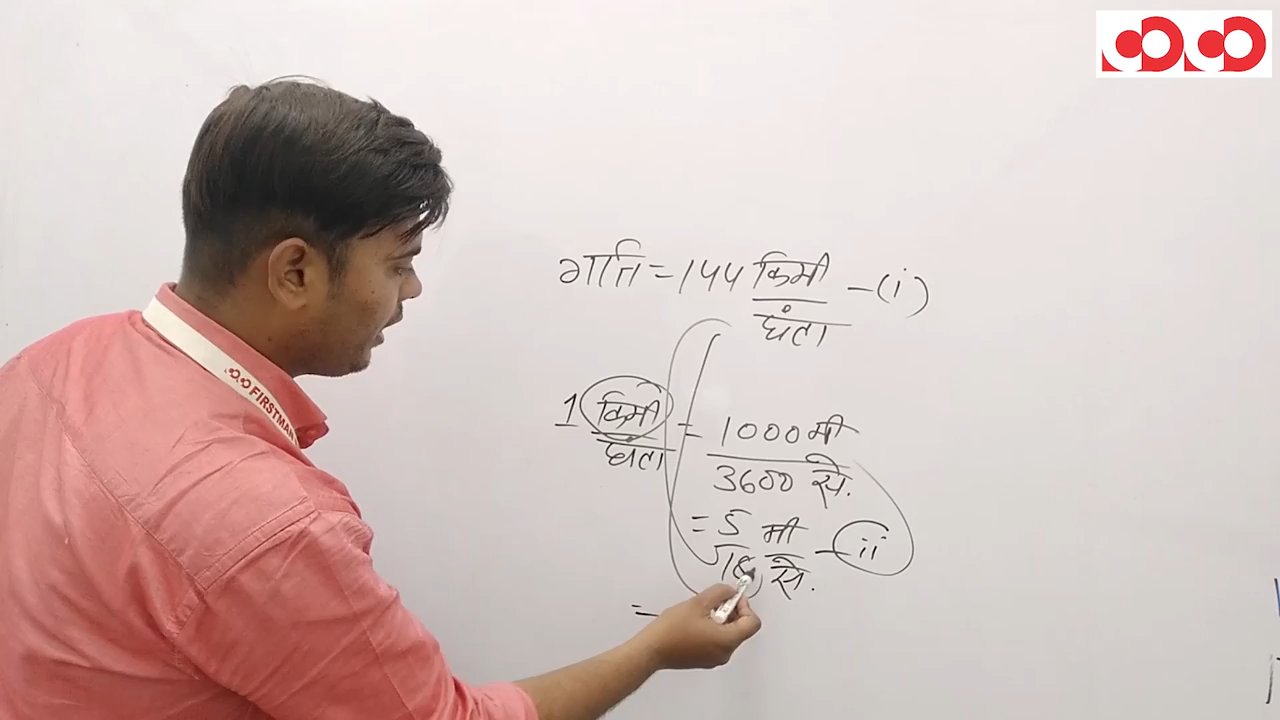 गति = 144 किमी/घंटा - (i)
1 किमी/घंटा = 1000 मी/3600 से.
= 5/18 मी/से. - ii
=
FIRSTMAN